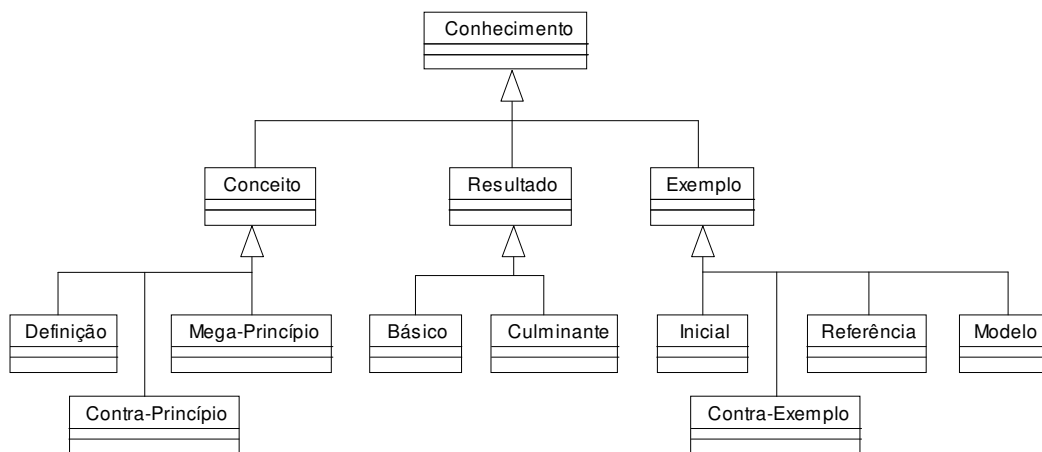 Conhecimento
Conceito
Resultado
Exemplo
Definição
Mega-Princípio
Básico
Culminante
Inicial
Referência
Modelo
Contra-Princípio
Contra-Exemplo